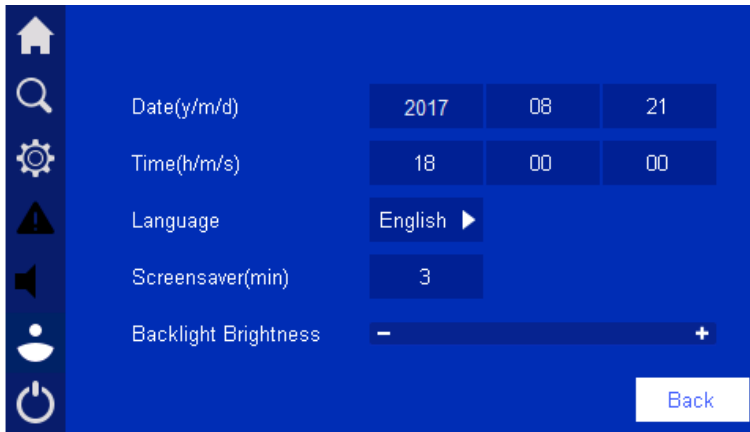 Date(y/m/d) 2017 08 21
Time(h/m/s) 18 00 00
Language English
Screensaver(min) 3
Backlight Brightness − +
Back